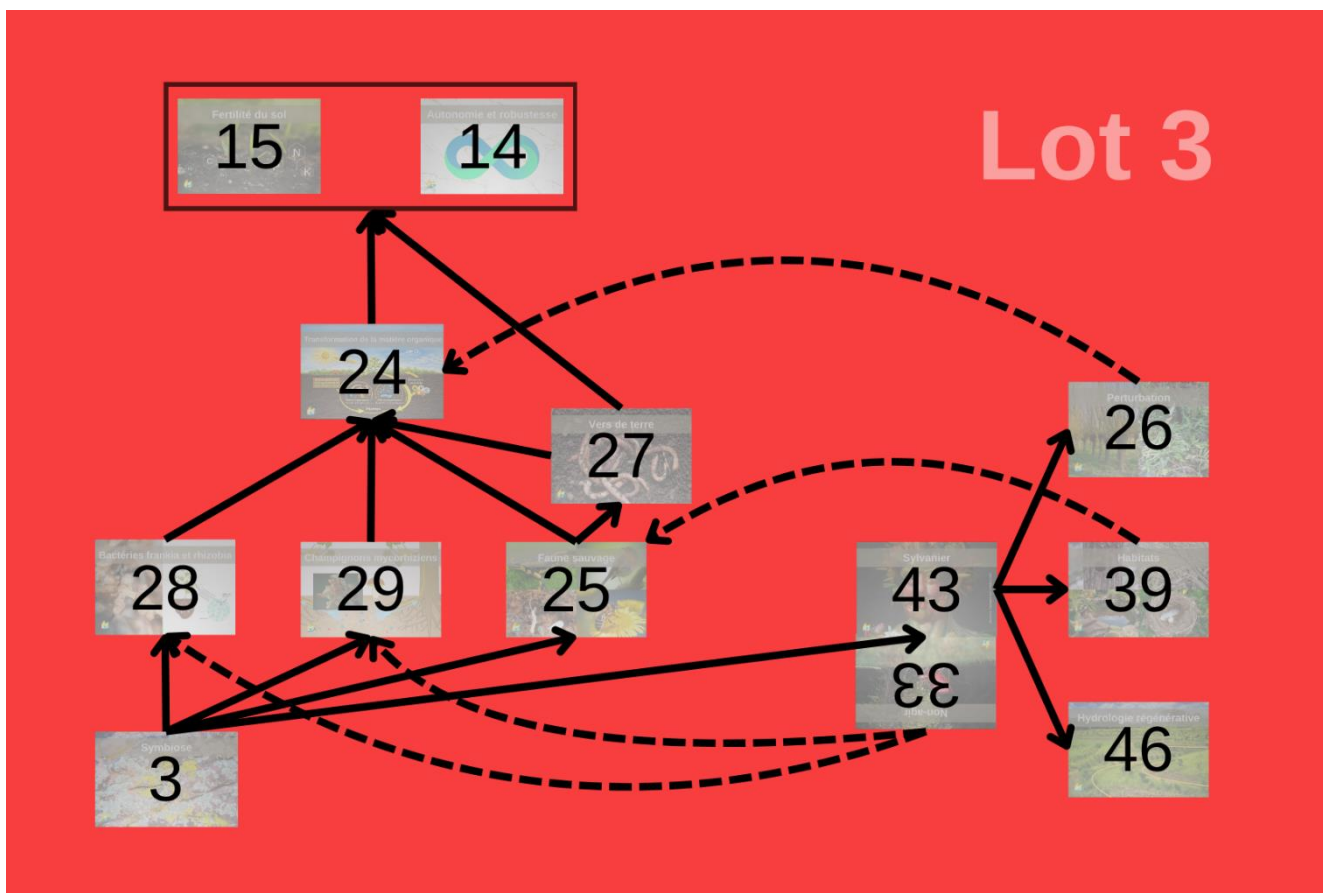 Lot 3
Fertilité du sol
15
N
K
Autonomie et robustesse
14
Transformation de la matière organique
24
Vers de terre
27
Perturbation
26
Bactéries frankia et rhizobia
28
Champignons mycorhiziens
29
Faune sauvage
25
Sylvanier
43
33
Non-agir
Habitats
39
Symbiose
3
Hydrologie régénérative
46